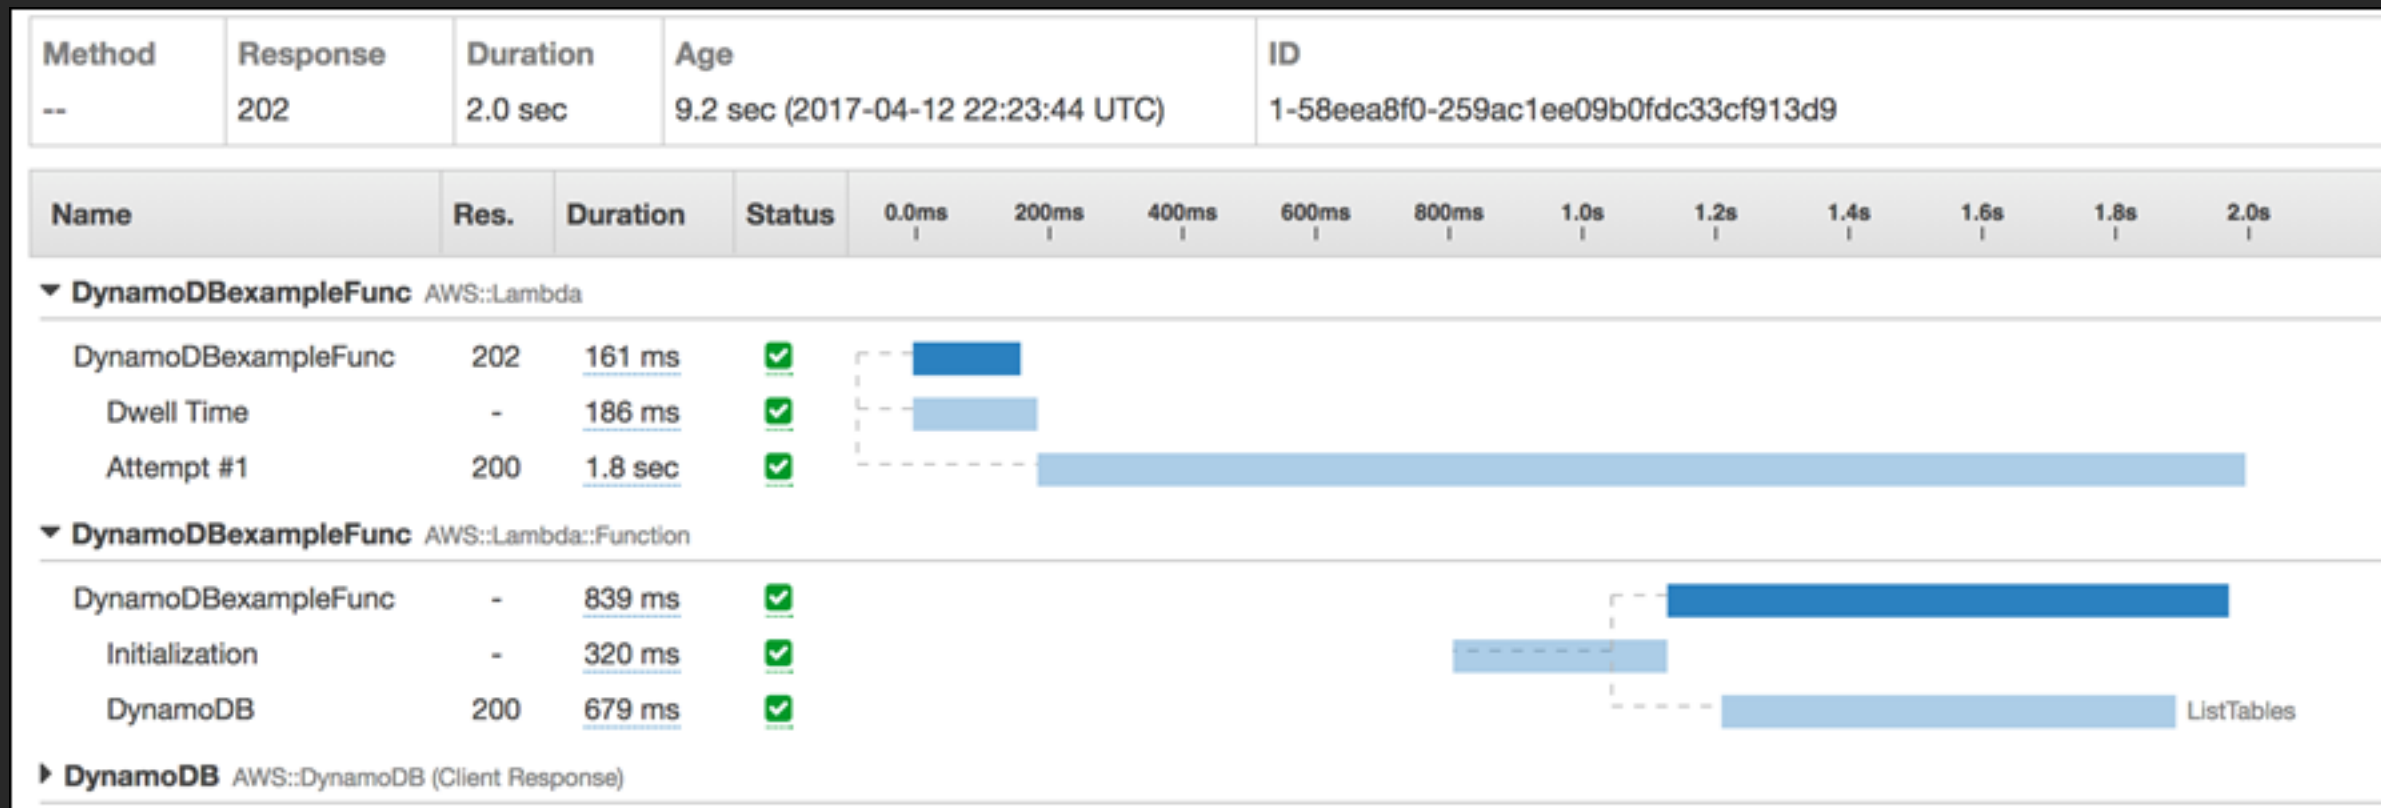 Method Response Duration Age ID
-- 202 2.0 sec 9.2 sec (2017-04-12 22:23:44 UTC) 1-58eea8f0-259ac1ee09b0fdc33cf913d9
Name Res. Duration Status 0.0ms 200ms 400ms 600ms 800ms 1.0s 1.2s 1.4s 1.6s 1.8s 2.0s
DynamoDBexampleFunc AWS::Lambda
DynamoDBexampleFunc 202 161 ms
Dwell Time - 186 ms
Attempt #1 200 1.8 sec
DynamoDBexampleFunc AWS::Lambda::Function
DynamoDBexampleFunc - 839 ms
Initialization - 320 ms
DynamoDB 200 679 ms ListTables
DynamoDB AWS::DynamoDB (Client Response)